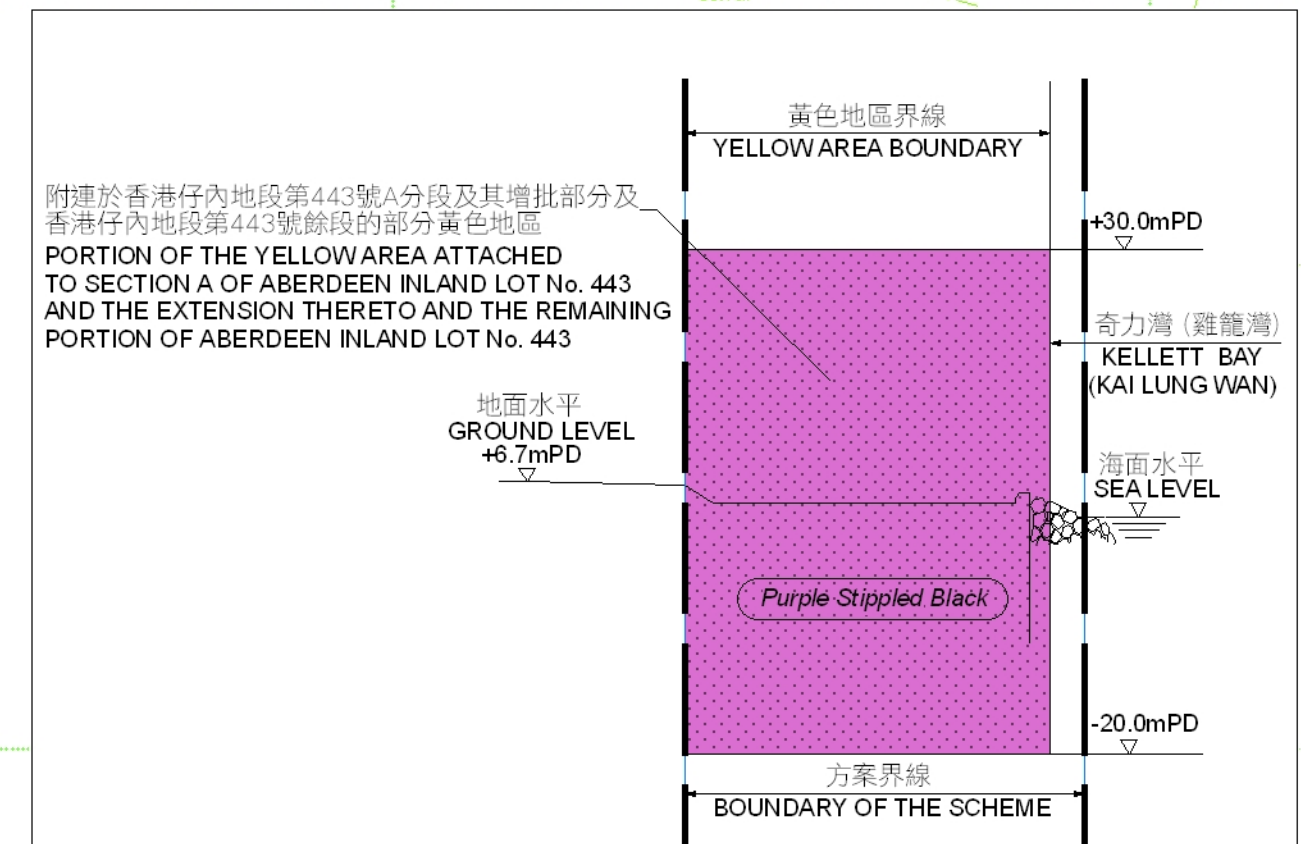 黃色地區界線
YELLOW AREA BOUNDARY
附連於香港仔內地段第443號A分段及其增批部分及
香港仔內地段第443號餘段的部分黃色地區
PORTION OF THE YELLOW AREA ATTACHED
TO SECTION A OF ABERDEEN INLAND LOT No. 443
AND THE EXTENSION THERETO AND THE REMAINING
PORTION OF ABERDEEN INLAND LOT No. 443
+30.0mPD
奇力灣 (雞籠灣)
KELLETT BAY
(KAI LUNG WAN)
地面水平
GROUND LEVEL
+6.7mPD
海面水平
SEA LEVEL
Purple Stippled Black
-20.0mPD
方案界線
BOUNDARY OF THE SCHEME